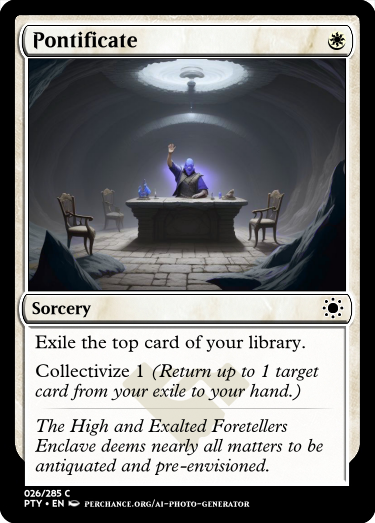 Pontificate
Sorcery
Exile the top card of your library.
Collectivize 1 (Return up to 1 target
card from your exile to your hand.)
The High and Exalted Foretellers
Enclave deems nearly all matters to be
antiquated and pre-envisioned.
026/285 C
PTY • EN PERCHANCE.ORG/AI-PHOTO-GENERATOR